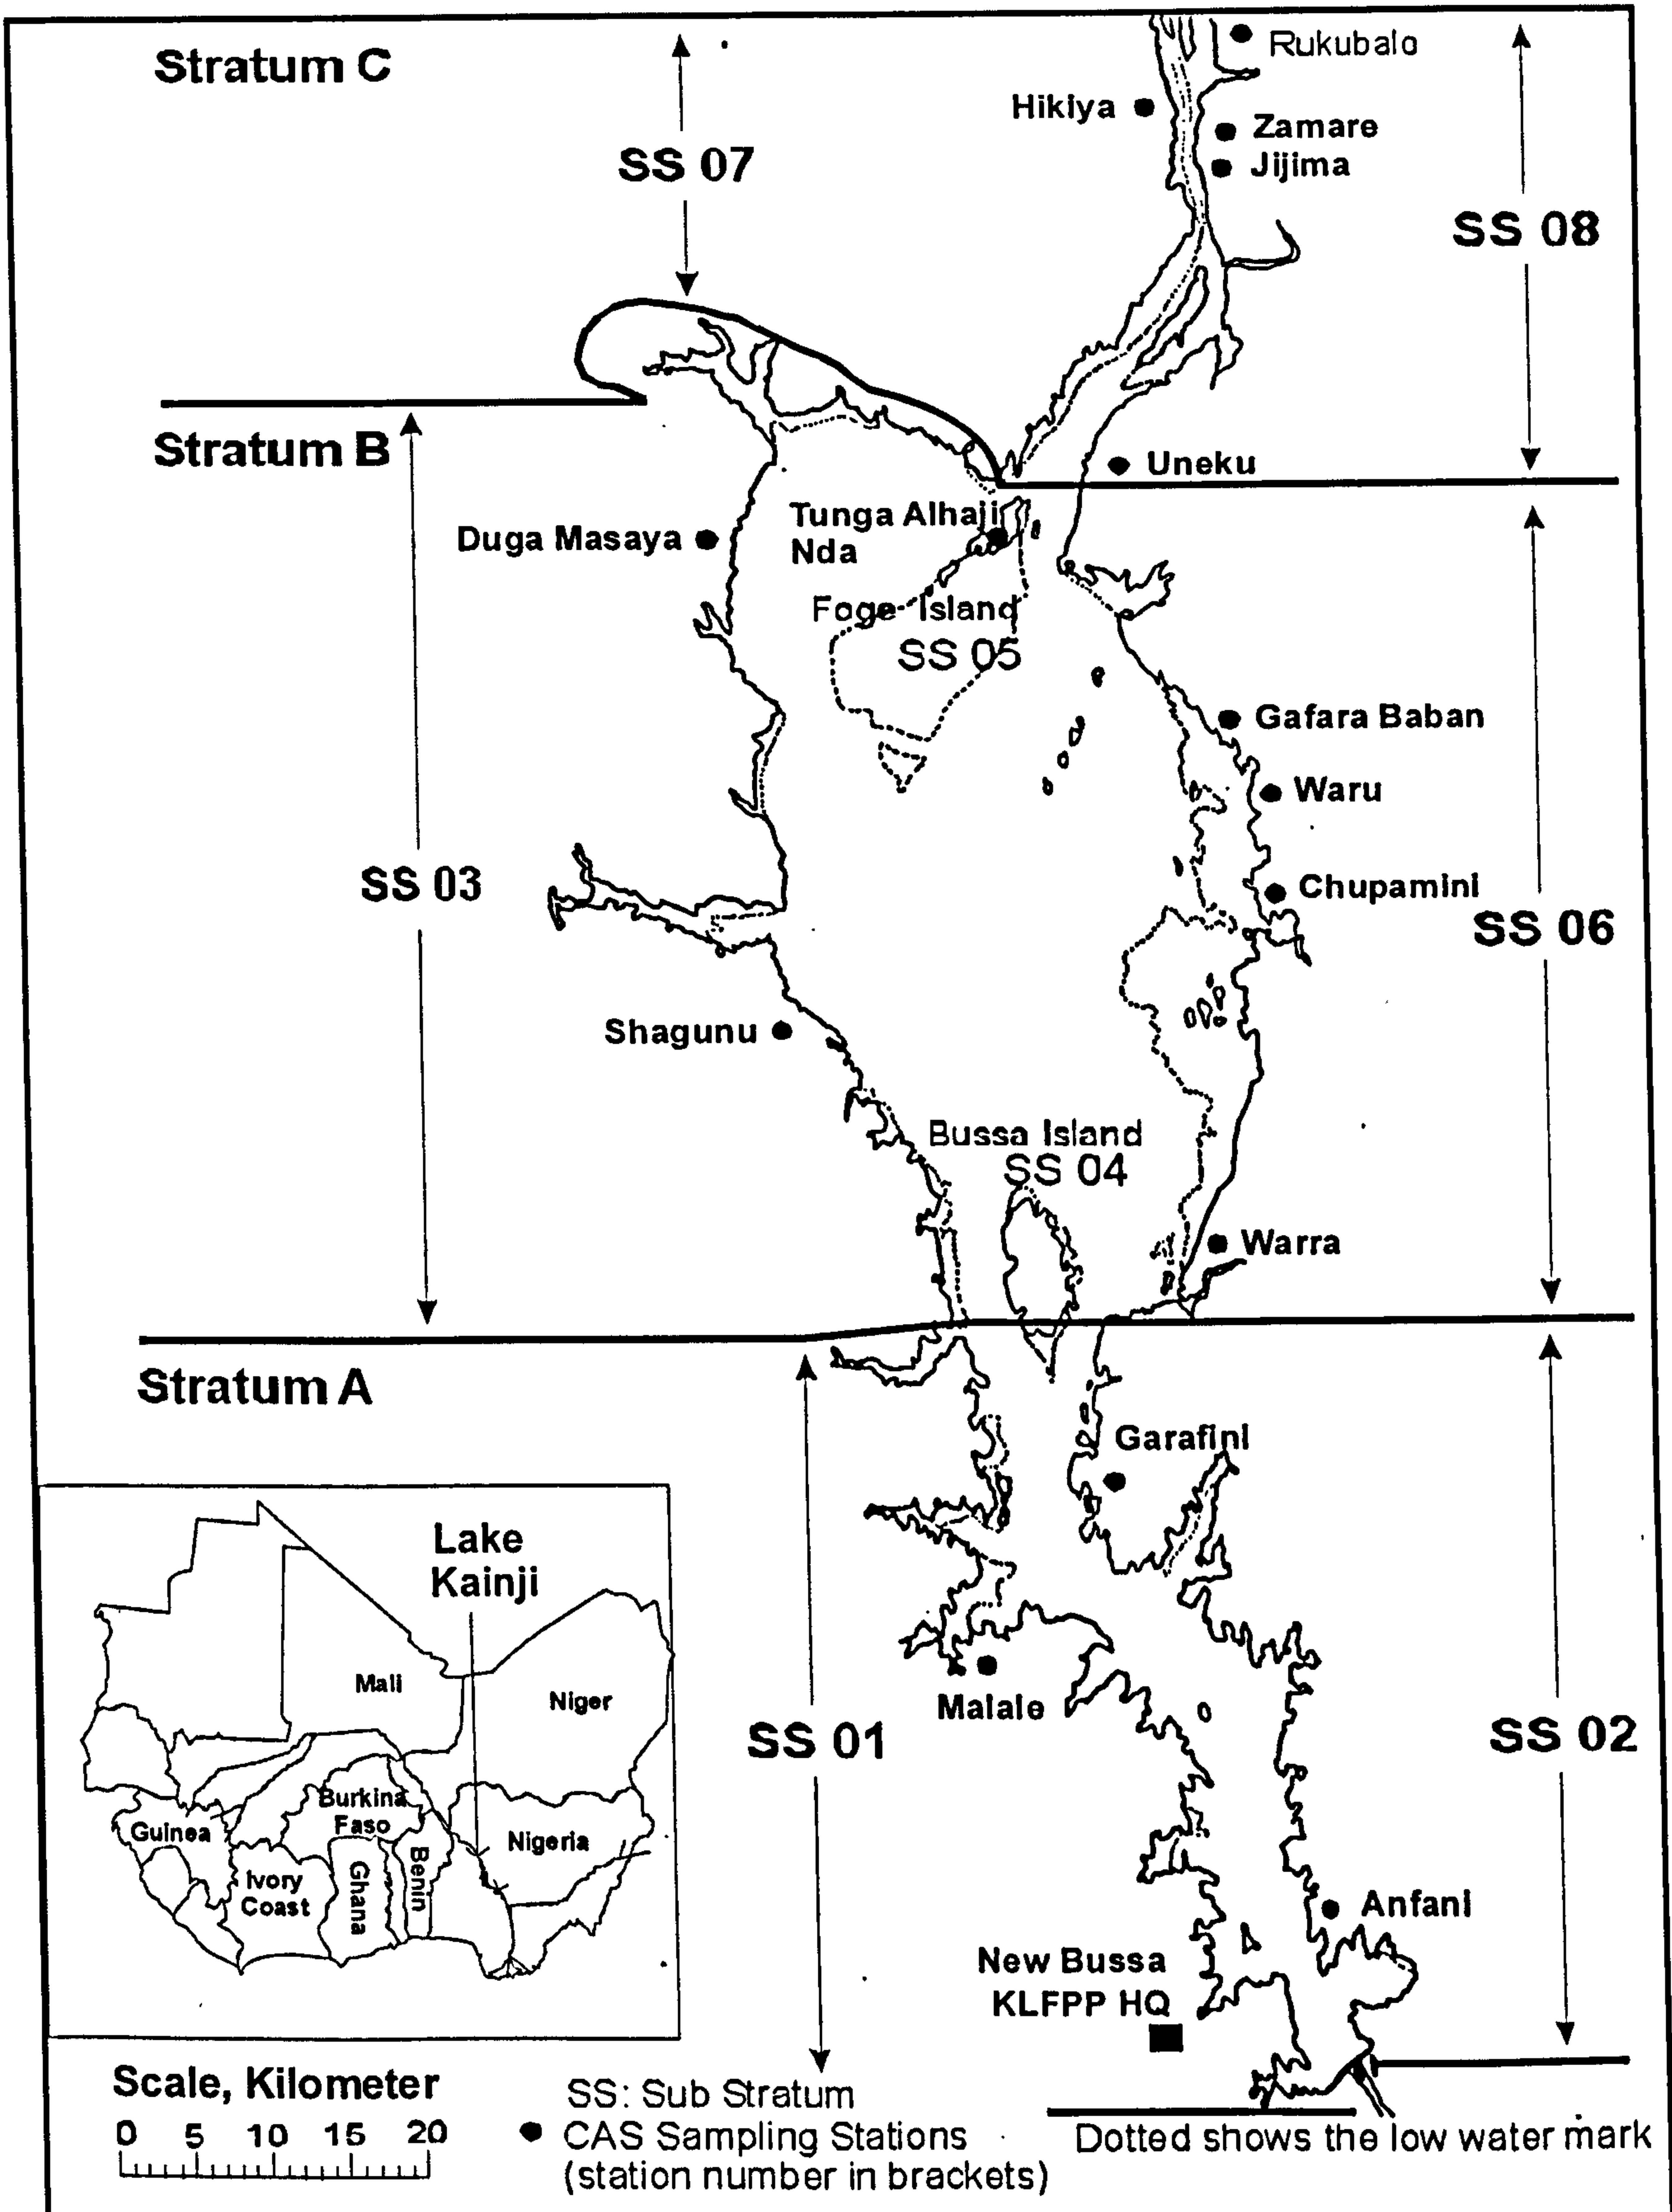 Stratum C
Rukubalo
Hikiya
Zamare
Jijima
SS 07
SS 08
Stratum B
Uneku
Duga Masaya
Tunga Alhaji
Nda
Foge Island
SS 05
Gafara Baban
Waru
SS 03
Chupamini
SS 06
Shagunu
Bussa Island
SS 04
Warra
Stratum A
Garafini
Malale
SS 01
SS 02
Anfani
New Bussa
KLFPP HQ
Lake
Kainji
Mali
Niger
Burkina
Faso
Guinea
Nigeria
Ivory
Coast
Ghana
Benin
Scale, Kilometer
0 5 10 15 20
SS: Sub Stratum
CAS Sampling Stations
(station number in brackets)
Dotted shows the low water mark